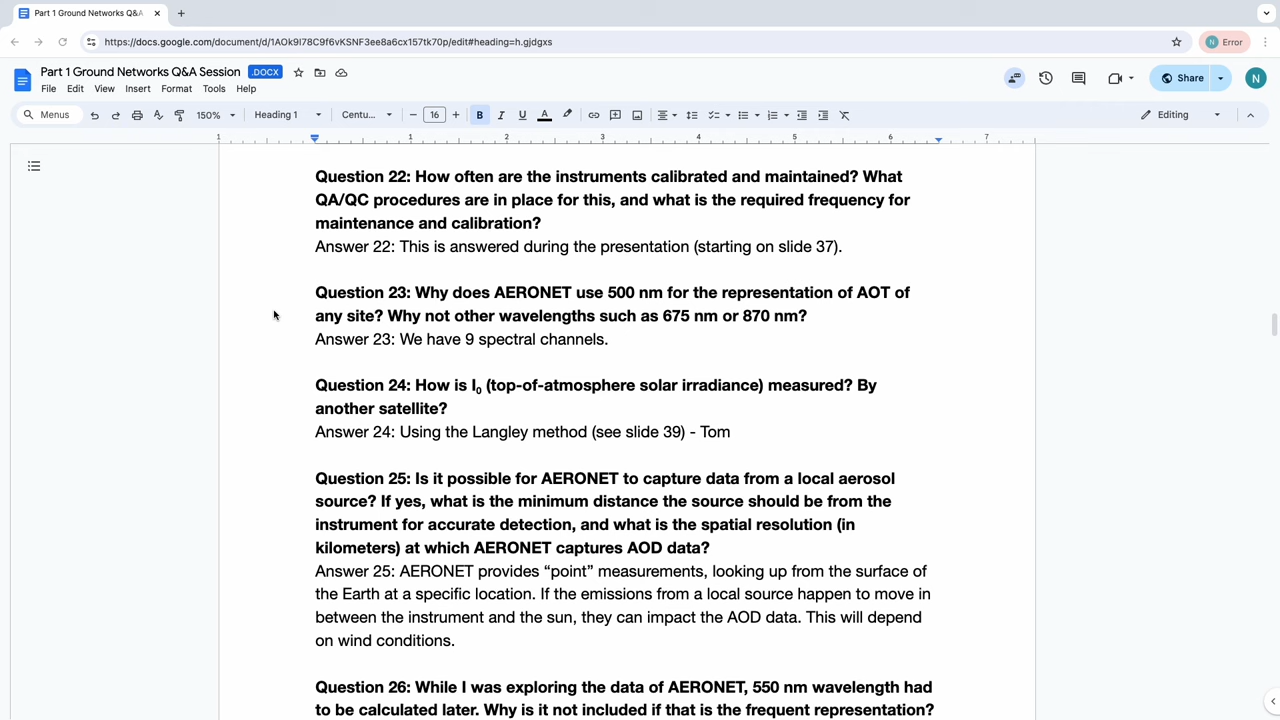 Part 1 Ground Networks Q&A
https://docs.google.com/document/d/1AOk9I78C9f6vKSNF3ee8a6cx157tk70p/edit#heading=h.gjdgxs
N Error
Part 1 Ground Networks Q&A Session .DOCX
File Edit View Insert Format Tools Help
Share
N
Menus 150% Heading 1 Centu... 16 B I U A Editing
1 1 2 3 4 5 6 7
Question 22: How often are the instruments calibrated and maintained? What
QA/QC procedures are in place for this, and what is the required frequency for
maintenance and calibration?
Answer 22: This is answered during the presentation (starting on slide 37).
Question 23: Why does AERONET use 500 nm for the representation of AOT of
any site? Why not other wavelengths such as 675 nm or 870 nm?
Answer 23: We have 9 spectral channels.
Question 24: How is I₀ (top-of-atmosphere solar irradiance) measured? By
another satellite?
Answer 24: Using the Langley method (see slide 39) - Tom
Question 25: Is it possible for AERONET to capture data from a local aerosol
source? If yes, what is the minimum distance the source should be from the
instrument for accurate detection, and what is the spatial resolution (in
kilometers) at which AERONET captures AOD data?
Answer 25: AERONET provides “point” measurements, looking up from the surface of
the Earth at a specific location. If the emissions from a local source happen to move in
between the instrument and the sun, they can impact the AOD data. This will depend
on wind conditions.
Question 26: While I was exploring the data of AERONET, 550 nm wavelength had
to be calculated later. Why is it not included if that is the frequent representation?